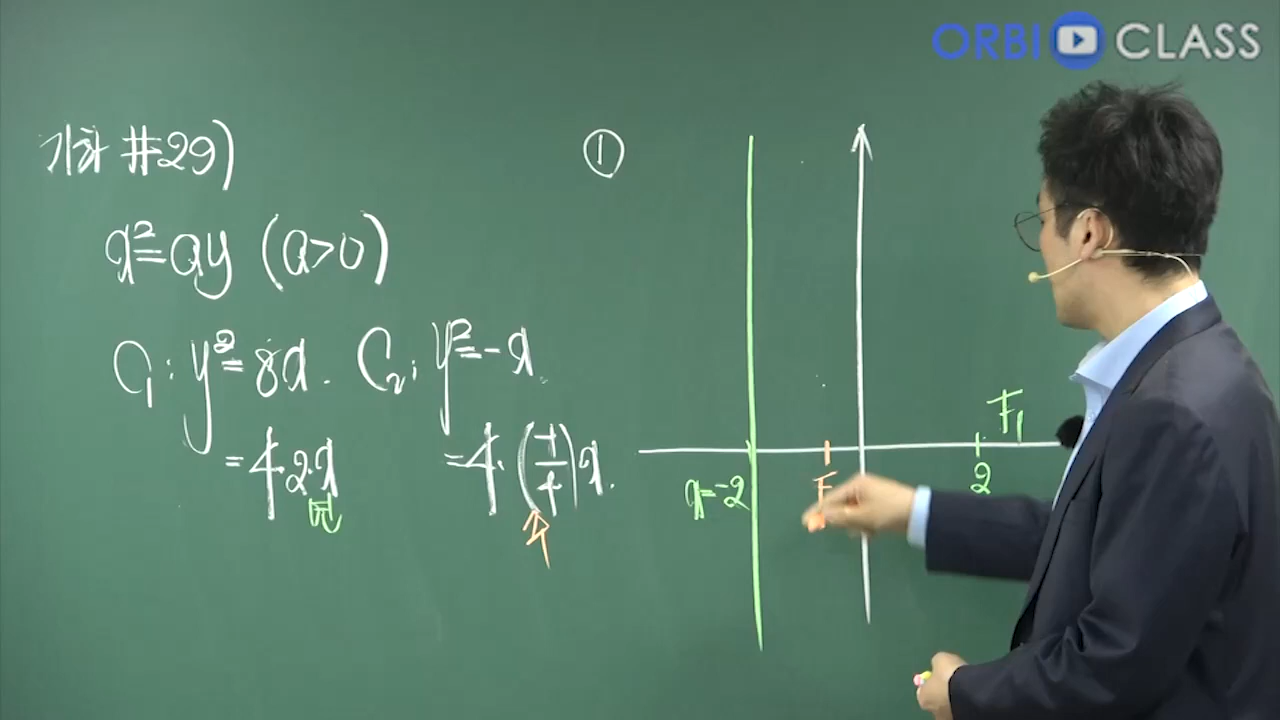 ORBI CLASS
기하 #29)
①
x²=ay (a>0)
C₁: y²=8x. C₂: y²=-x.
=4·2x
=4·(-1/4)x.
F₁
x=-2
2
F